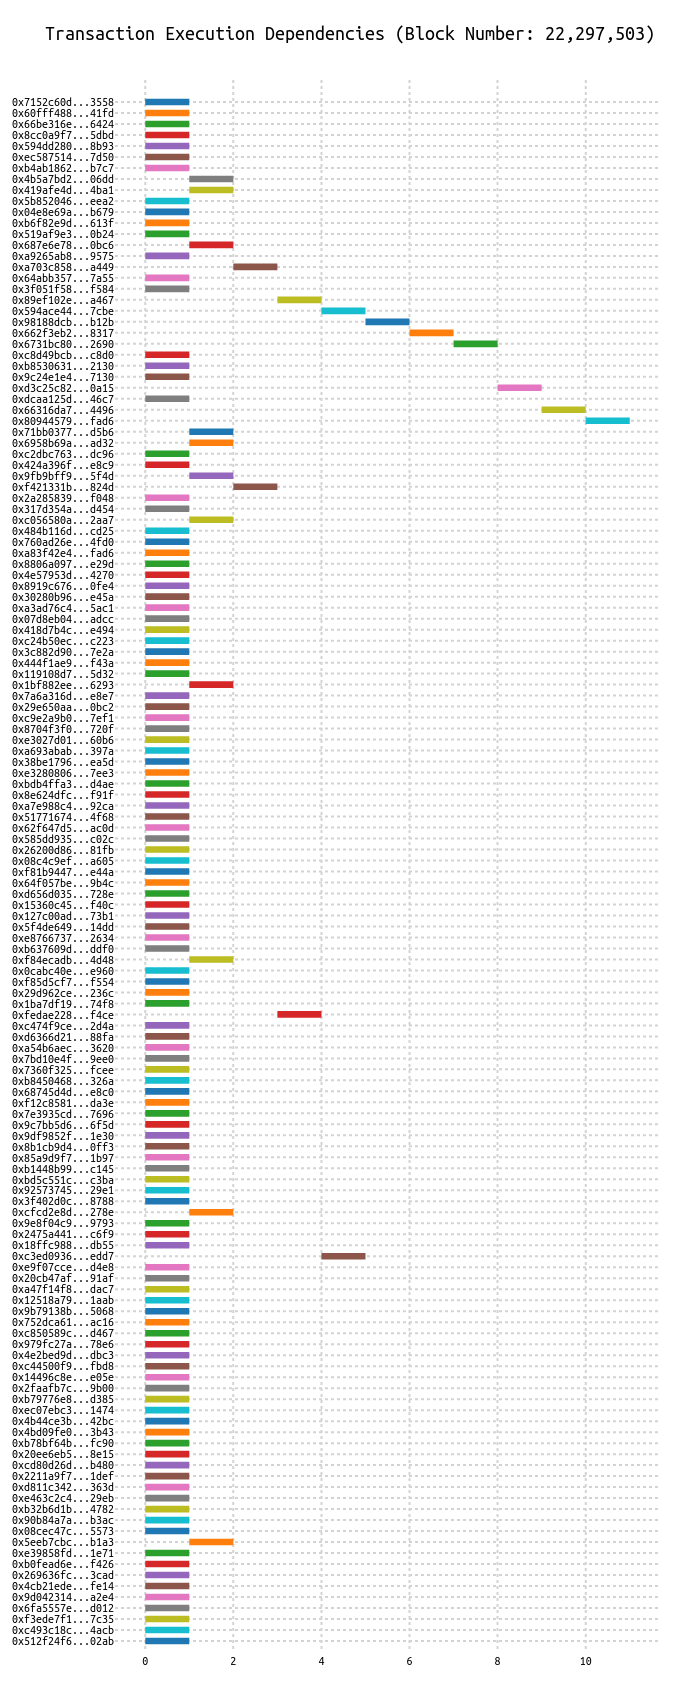 Transaction Execution Dependencies (Block Number: 22,297,503)
0x7152c60d...3558
0x60fff488...41fd
0x66be316e...6424
0x8cc0a9f7...5dbd
0x594dd280...8b93
0xec587514...7d50
0xb4ab1862...b7c7
0x4b5a7bd2...06dd
0x419afe4d...4ba1
0x5b852046...eea2
0x04e8e69a...b679
0xb6f82e9d...613f
0x519af9e3...0b24
0x687e6e78...0bc6
0xa9265ab8...9575
0xa703c858...a449
0x64abb357...7a55
0x3f051f58...f584
0x89ef102e...a467
0x594ace44...7cbe
0x98188dcb...b12b
0x662f3eb2...8317
0x6731bc80...2690
0xc8d49bcb...c8d0
0xb8530631...2130
0x9c24e1e4...7130
0xd3c25c82...0a15
0xdcaa125d...46c7
0x66316da7...4496
0x80944579...fad6
0x71bb0377...d5b6
0x6958b69a...ad32
0xc2dbc763...dc96
0x424a396f...e8c9
0x9fb9bff9...5f4d
0xf421331b...824d
0x2a285839...f048
0x317d354a...d454
0xc056580a...2aa7
0x484b116d...cd25
0x760ad26e...4fd0
0xa83f42e4...fad6
0x8806a097...e29d
0x4e57953d...4270
0x8919c676...0fe4
0x30280b96...e45a
0xa3ad76c4...5ac1
0x07d8eb04...adcc
0x418d7b4c...e494
0xc24b50ec...c223
0x3c882d90...7e2a
0x444f1ae9...f43a
0x119108d7...5d32
0x1bf882ee...6293
0x7a6a316d...e8e7
0x29e650aa...0bc2
0xc9e2a9b0...7ef1
0x8704f3f0...720f
0xe3027d01...60b6
0xa693abab...397a
0x38be1796...ea5d
0xe3280806...7ee3
0xbdb4ffa3...d4ae
0x8e624dfc...f91f
0xa7e988c4...92ca
0x51771674...4f68
0x62f647d5...ac0d
0x585dd935...c02c
0x26200d86...81fb
0x08c4c9ef...a605
0xf81b9447...e44a
0x64f057be...9b4c
0xd656d035...728e
0x15360c45...f40c
0x127c00ad...73b1
0x5f4de649...14dd
0xe8766737...2634
0xb637609d...ddf0
0xf84ecadb...4d48
0x0cabc40e...e960
0xf85d5cf7...f554
0x29d962ce...236c
0x1ba7df19...74f8
0xfedae228...f4ce
0xc474f9ce...2d4a
0xd6366d21...88fa
0xa54b6aec...3620
0x7bd10e4f...9ee0
0x7360f325...fcee
0xb8450468...326a
0x68745d4d...e8c0
0xf12c8581...da3e
0x7e3935cd...7696
0x9c7bb5d6...6f5d
0x9df9852f...1e30
0x8b1cb9d4...0ff3
0x85a9d9f7...1b97
0xb1448b99...c145
0xbd5c551c...c3ba
0x92573745...29e1
0x3f402d0c...8788
0xcfcd2e8d...278e
0x9e8f04c9...9793
0x2475a441...c6f9
0x18ffc988...db55
0xc3ed0936...edd7
0xe9f07cce...d4e8
0x20cb47af...91af
0xa47f14f8...dac7
0x12518a79...1aab
0x9b79138b...5068
0x752dca61...ac16
0xc850589c...d467
0x979fc27a...78e6
0x4e2bed9d...dbc3
0xc44500f9...fbd8
0x14496c8e...e05e
0x2faafb7c...9b00
0xb79776e8...d385
0xec07ebc3...1474
0x4b44ce3b...42bc
0x4bd09fe0...3b43
0xb78bf64b...fc90
0x20ee6eb5...8e15
0xcd80d26d...b480
0x2211a9f7...1def
0xd811c342...363d
0xe463c2c4...29eb
0xb32b6d1b...4782
0x90b84a7a...b3ac
0x08cec47c...5573
0x5eeb7cbc...b1a3
0xe39858fd...1e71
0xb0fead6e...f426
0x269636fc...3cad
0x4cb21ede...fe14
0x9d042314...a2e4
0x6fa5557e...d012
0xf3ede7f1...7c35
0xc493c18c...4acb
0x512f24f6...02ab
0 2 4 6 8 10